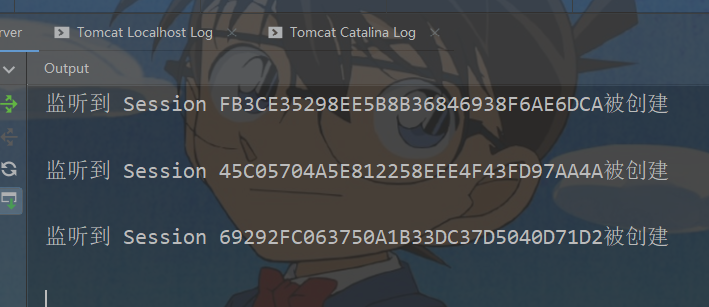 rver
Tomcat Localhost Log
Tomcat Catalina Log
Output
监听到 Session FB3CE35298EE5B8B36846938F6AE6DCA被创建
监听到 Session 45C05704A5E812258EEE4F43FD97AA4A被创建
监听到 Session 69292FC063750A1B33DC37D5040D71D2被创建